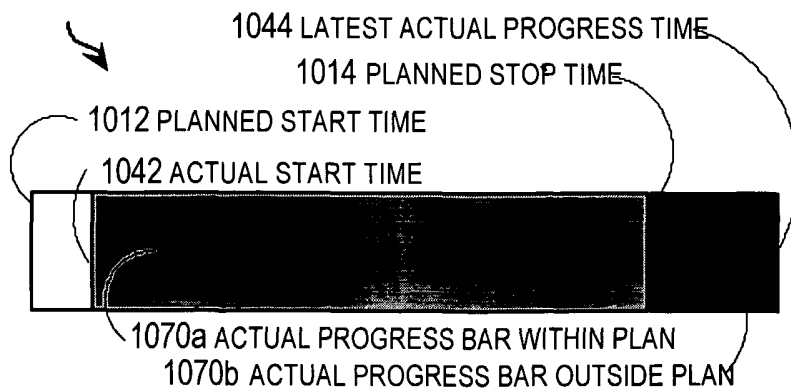 1044 LATEST ACTUAL PROGRESS TIME
1014 PLANNED STOP TIME
1012 PLANNED START TIME
1042 ACTUAL START TIME
1070a ACTUAL PROGRESS BAR WITHIN PLAN
1070b ACTUAL PROGRESS BAR OUTSIDE PLAN